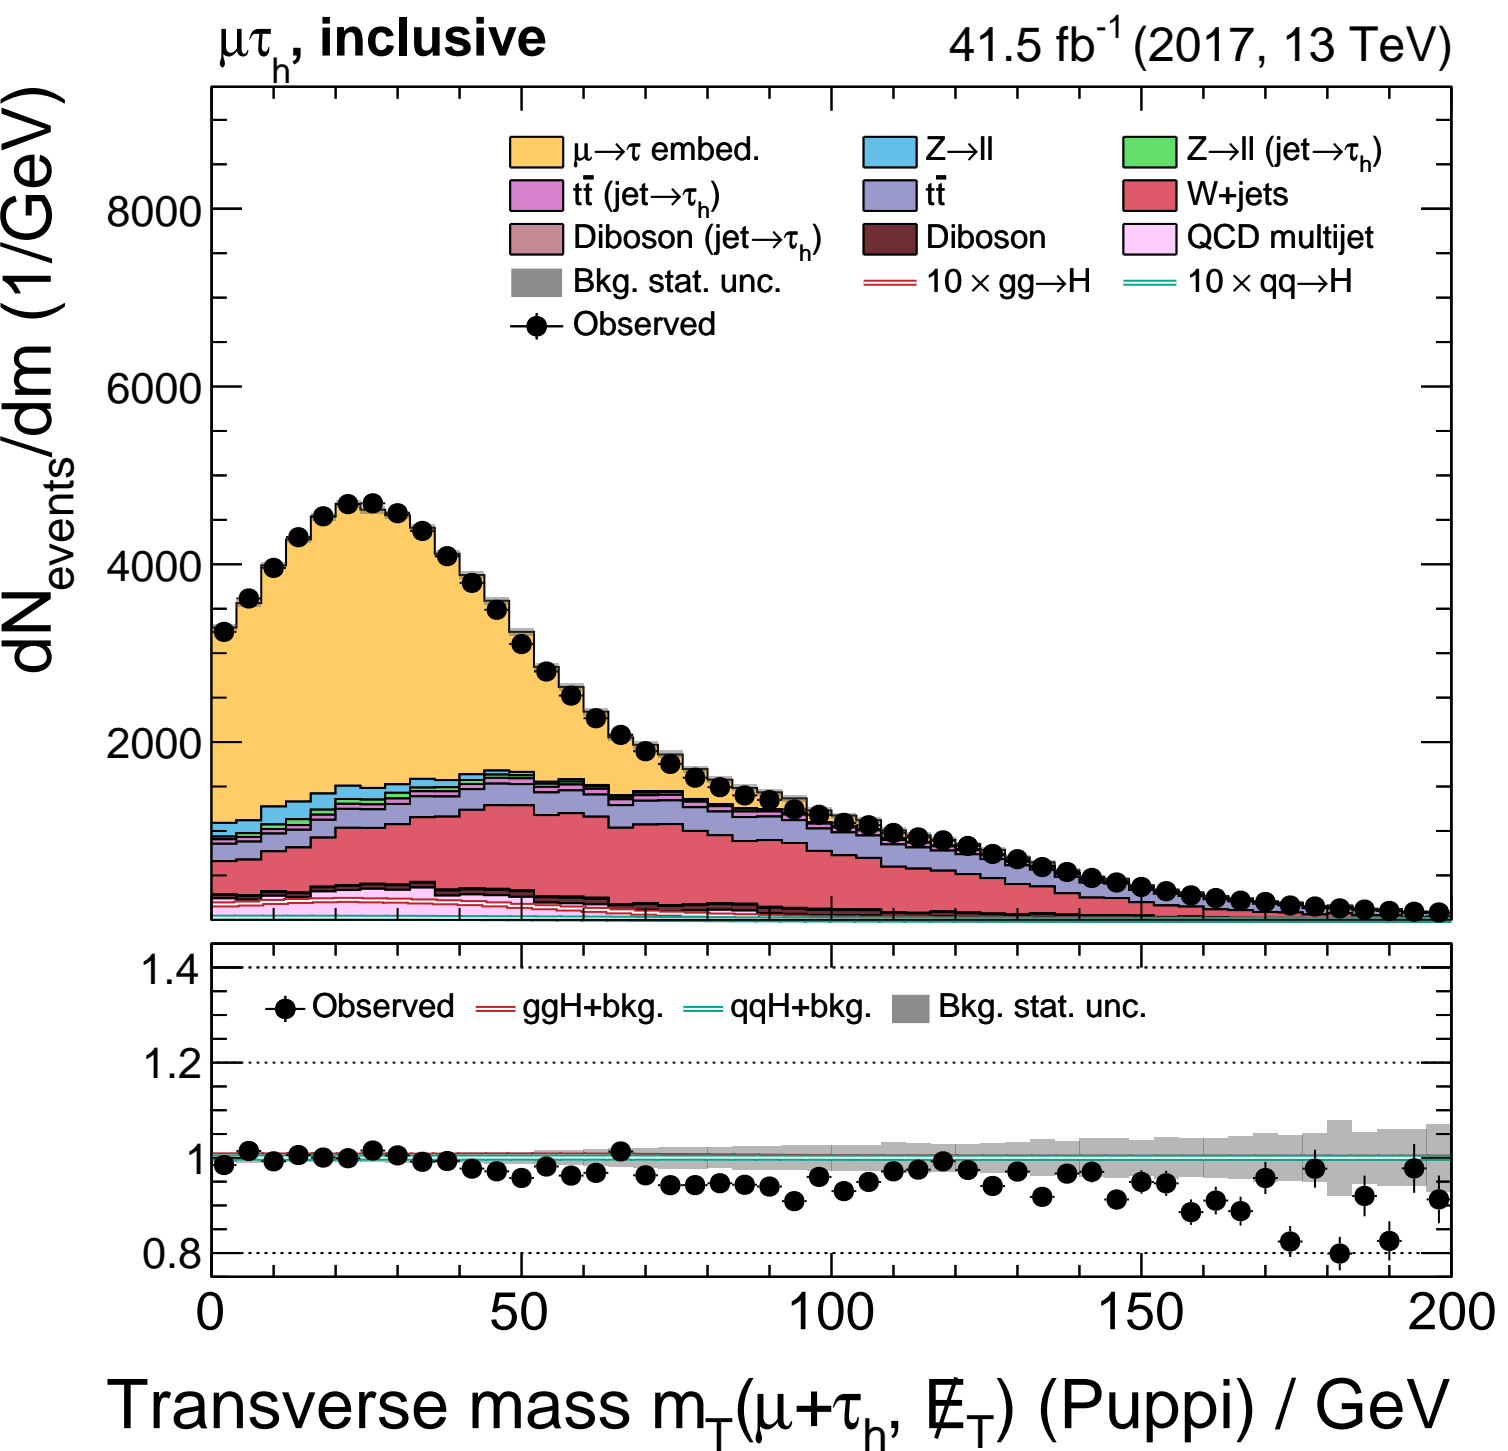 μτh, inclusive
41.5 fb-1 (2017, 13 TeV)
dNevents/dm (1/GeV)
μ→τ embed.
Z→ll
Z→ll (jet→τh)
tt̄ (jet→τh)
tt̄
W+jets
Diboson (jet→τh)
Diboson
QCD multijet
Bkg. stat. unc.
10 × gg→H
10 × qq→H
Observed
8000
6000
4000
2000
1.4
1.2
1
0.8
Observed
ggH+bkg.
qqH+bkg.
Bkg. stat. unc.
0
50
100
150
200
Transverse mass mT(μ+τh, E̸T) (Puppi) / GeV